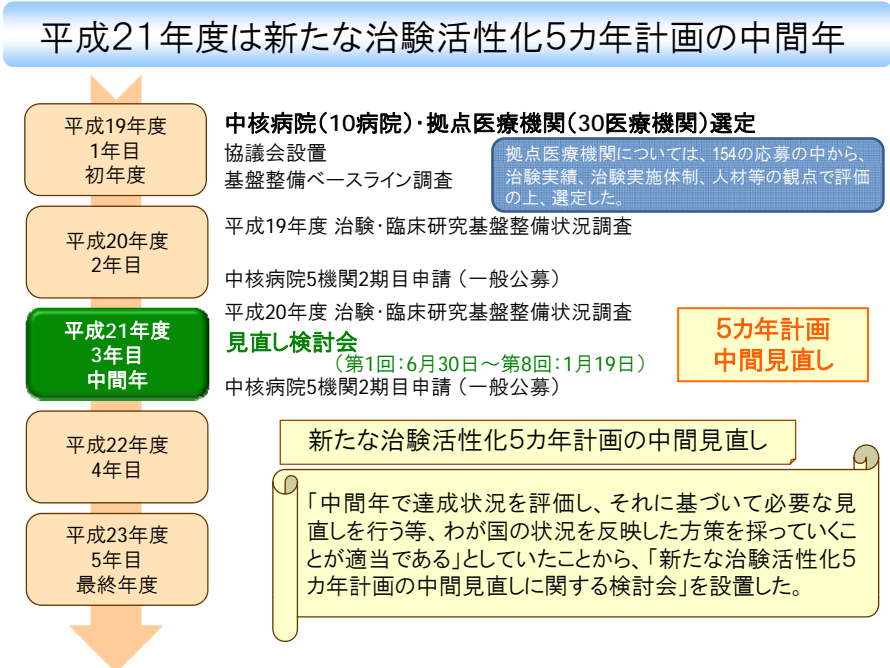 平成21年度は新たな治験活性化5カ年計画の中間年
平成19年度
1年目
初年度
中核病院(10病院)・拠点医療機関(30医療機関)選定
協議会設置
基盤整備ベースライン調査
拠点医療機関については、154の応募の中から、
治験実績、治験実施体制、人材等の観点で評価
の上、選定した。
平成20年度
2年目
平成19年度 治験・臨床研究基盤整備状況調査
中核病院5機関2期目申請 (一般公募)
平成21年度
3年目
中間年
平成20年度 治験・臨床研究基盤整備状況調査
見直し検討会
(第1回:6月30日~第8回:1月19日)
中核病院5機関2期目申請 (一般公募)
5カ年計画
中間見直し
平成22年度
4年目
平成23年度
5年目
最終年度
新たな治験活性化5カ年計画の中間見直し
「中間年で達成状況を評価し、それに基づいて必要な見
直しを行う等、わが国の状況を反映した方策を採っていくこ
とが適当である」としていたことから、「新たな治験活性化5
カ年計画の中間見直しに関する検討会」を設置した。